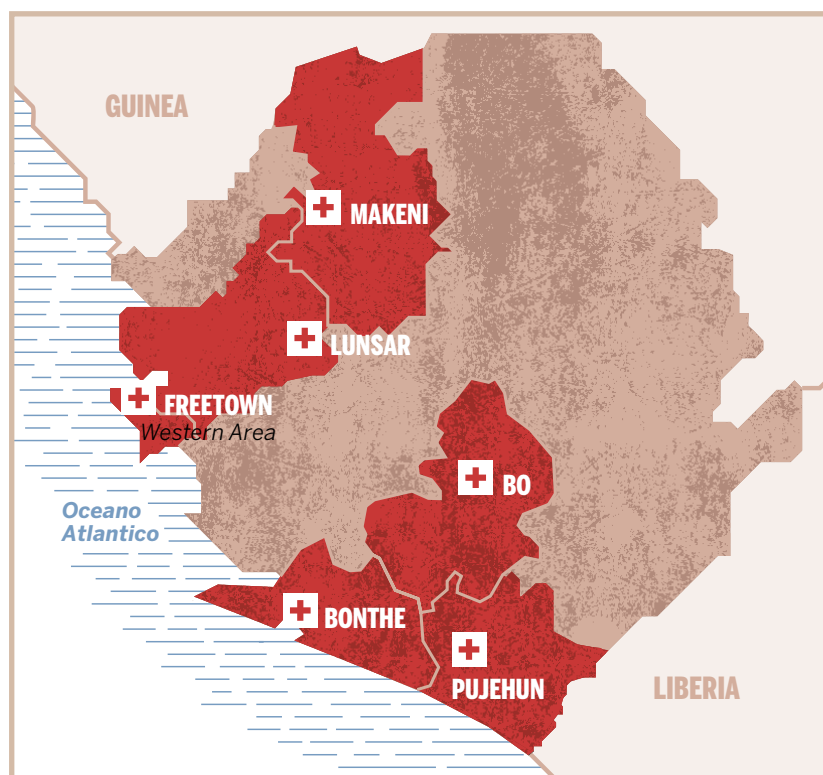 GUINEA
MAKENI
LUNSAR
FREETOWN
Western Area
BO
Oceano
Atlantico
BONTHE
PUJEHUN
LIBERIA